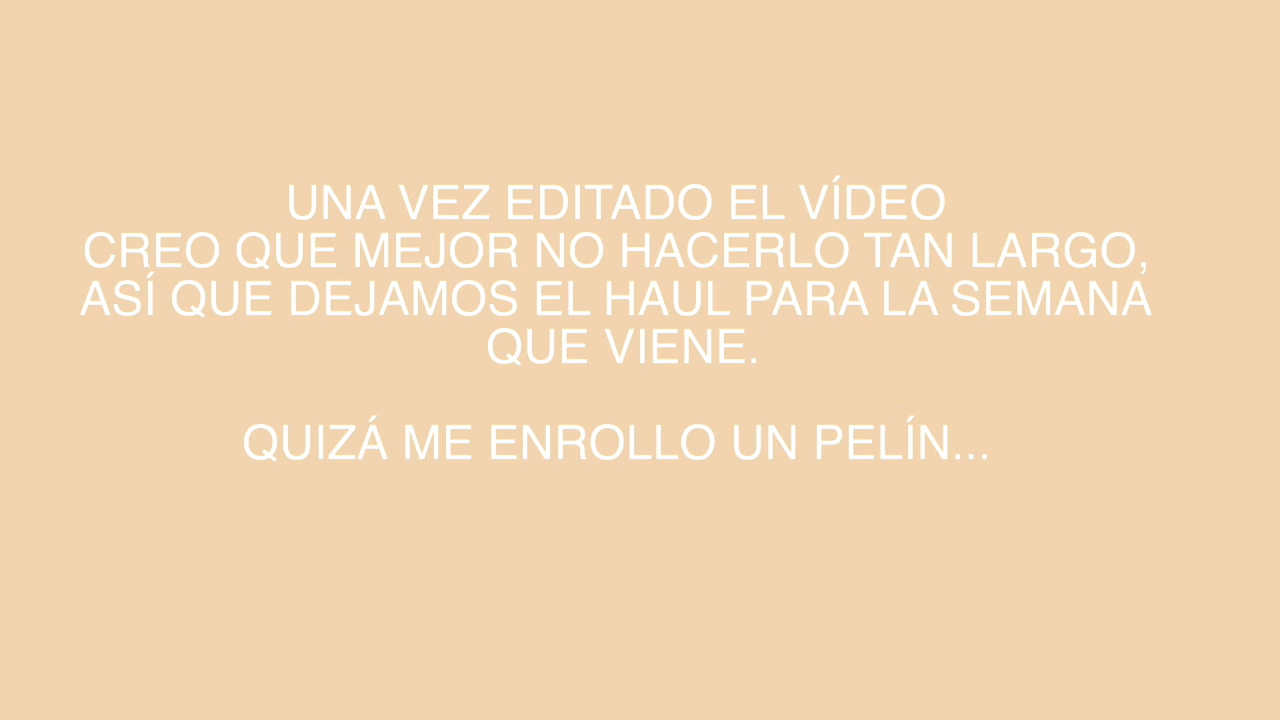 UNA VEZ EDITADO EL VÍDEO
CREO QUE MEJOR NO HACERLO TAN LARGO,
ASÍ QUE DEJAMOS EL HAUL PARA LA SEMANA
QUE VIENE.
QUIZÁ ME ENROLLO UN PELÍN...